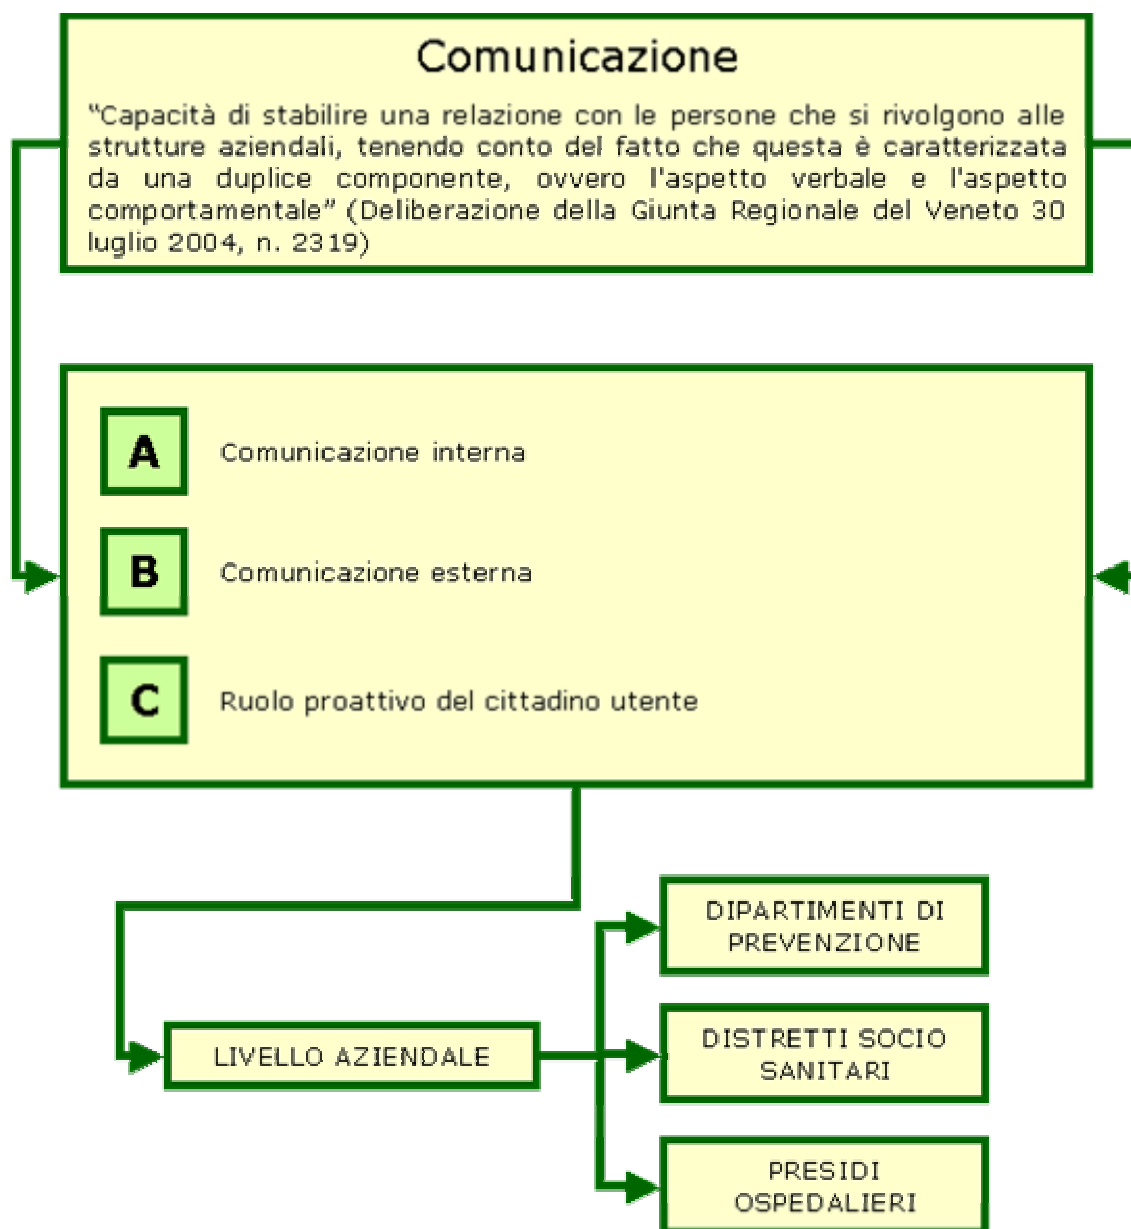 Comunicazione
“Capacità di stabilire una relazione con le persone che si rivolgono alle
strutture aziendali, tenendo conto del fatto che questa è caratterizzata
da una duplice componente, ovvero l'aspetto verbale e l'aspetto
comportamentale” (Deliberazione della Giunta Regionale del Veneto 30
luglio 2004, n. 2319)
A Comunicazione interna
B Comunicazione esterna
C Ruolo proattivo del cittadino utente
DIPARTIMENTI DI
PREVENZIONE
LIVELLO AZIENDALE
DISTRETTI SOCIO
SANITARI
PRESIDI
OSPEDALIERI